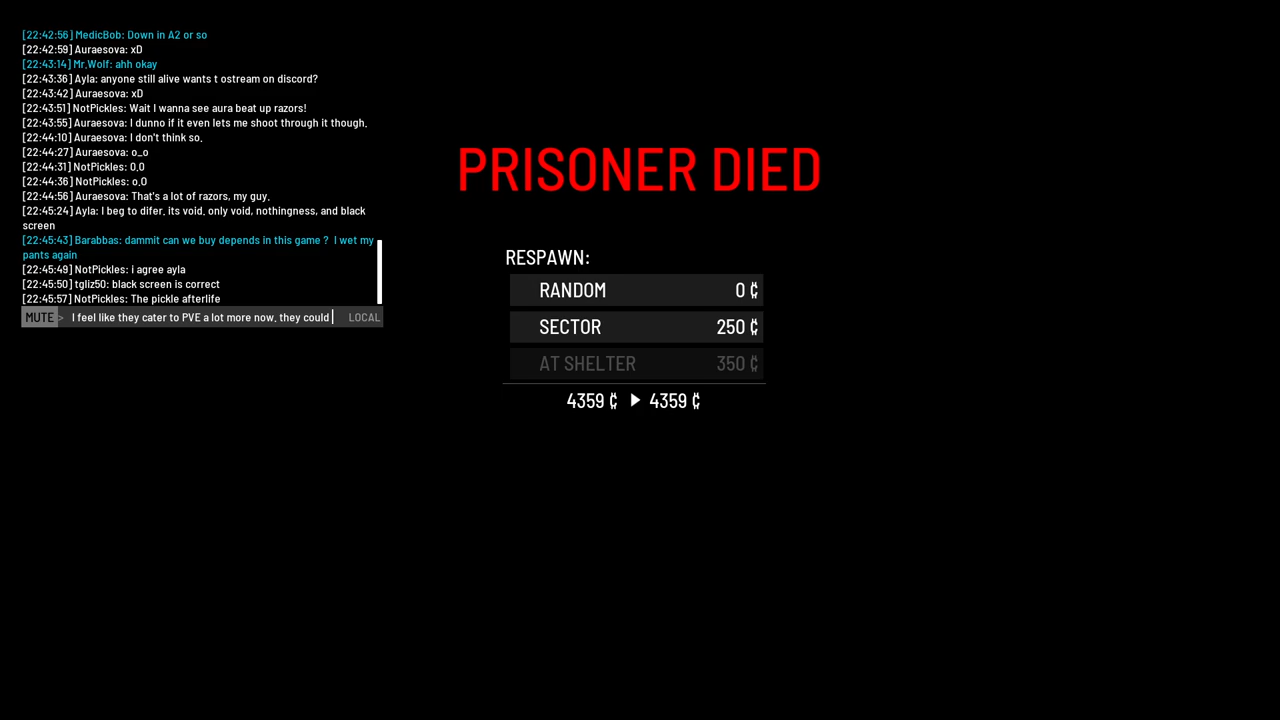 [22:42:56] MedicBob: Down in A2 or so
[22:42:59] Auraesova: xD
[22:43:14] Mr.Wolf: ahh okay
[22:43:36] Ayla: anyone still alive wants t ostream on discord?
[22:43:42] Auraesova: xD
[22:43:51] NotPickles: Wait I wanna see aura beat up razors!
[22:43:55] Auraesova: I dunno if it even lets me shoot through it though.
[22:44:10] Auraesova: I don't think so.
[22:44:27] Auraesova: o_o
[22:44:31] NotPickles: 0.0
[22:44:36] NotPickles: o.O
[22:44:56] Auraesova: That's a lot of razors, my guy.
[22:45:24] Ayla: I beg to difer. its void. only void, nothingness, and black
screen
[22:45:43] Barabbas: dammit can we buy depends in this game ?  I wet my
pants again
[22:45:49] NotPickles: i agree ayla
[22:45:50] tgliz50: black screen is correct
[22:45:57] NotPickles: The pickle afterlife
MUTE > I feel like they cater to PVE a lot more now, they could LOCAL
PRISONER DIED
RESPAWN:
RANDOM 0
SECTOR 250
AT SHELTER 350
4359 ▶ 4359